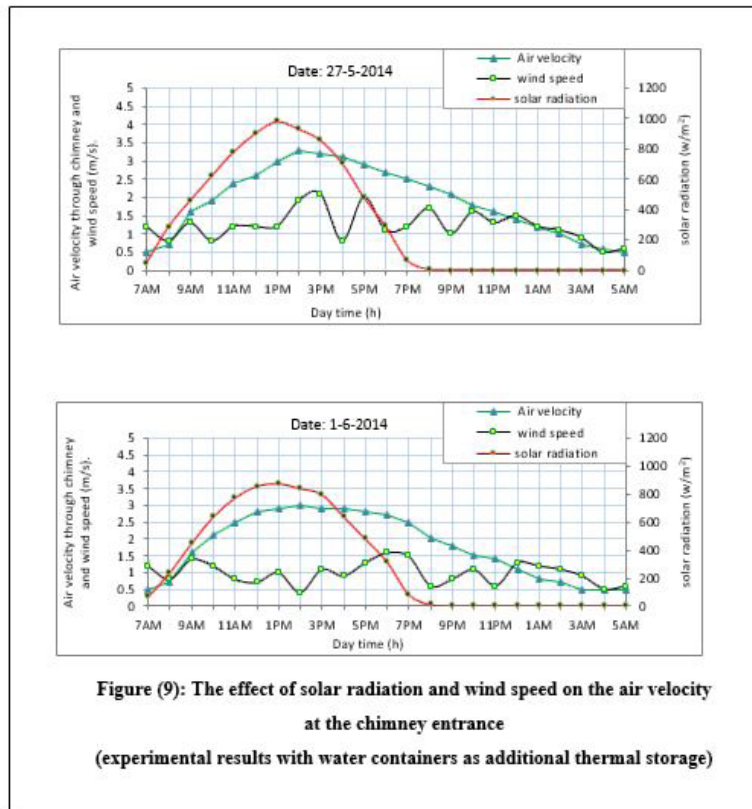 Date: 27-5-2014
Air velocity
wind speed
solar radiation
Air velocity through chimney and
wind speed (m/s).
5
4.5
4
3.5
3
2.5
2
1.5
1
0.5
0
1200
1000
800
600
400
200
0
solar radiation (w/m²)
7AM 9AM 11AM 1PM 3PM 5PM 7PM 9PM 11PM 1AM 3AM 5AM
Day time (h)
Date: 1-6-2014
Air velocity
wind speed
solar radiation
Air velocity through chimney
and wind speed (m/s).
5
4.5
4
3.5
3
2.5
2
1.5
1
0.5
0
1200
1000
800
600
400
200
0
solar radiation (w/m²)
7AM 9AM 11AM 1PM 3PM 5PM 7PM 9PM 11PM 1AM 3AM 5AM
Day time (h)
Figure (9): The effect of solar radiation and wind speed on the air velocity
at the chimney entrance
(experimental results with water containers as additional thermal storage)